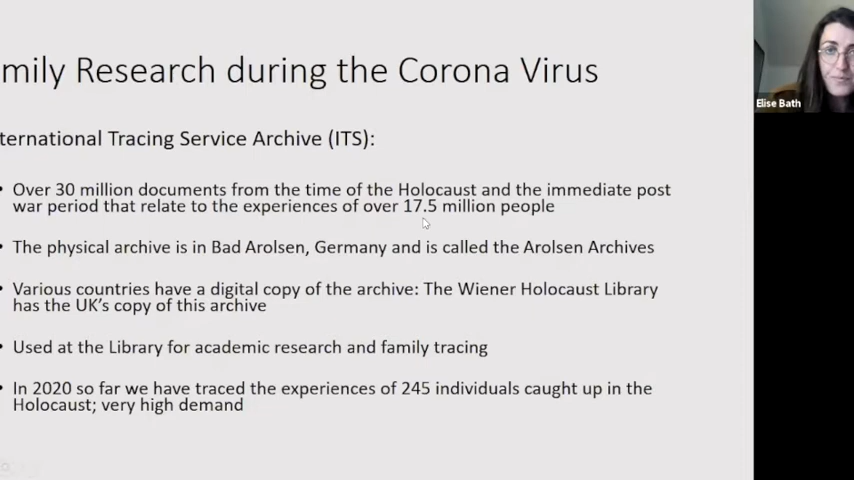 mily Research during the Corona Virus
ternational Tracing Service Archive (ITS):
• Over 30 million documents from the time of the Holocaust and the immediate post
war period that relate to the experiences of over 17.5 million people
• The physical archive is in Bad Arolsen, Germany and is called the Arolsen Archives
• Various countries have a digital copy of the archive: The Wiener Holocaust Library
has the UK's copy of this archive
• Used at the Library for academic research and family tracing
• In 2020 so far we have traced the experiences of 245 individuals caught up in the
Holocaust; very high demand
Elise Bath